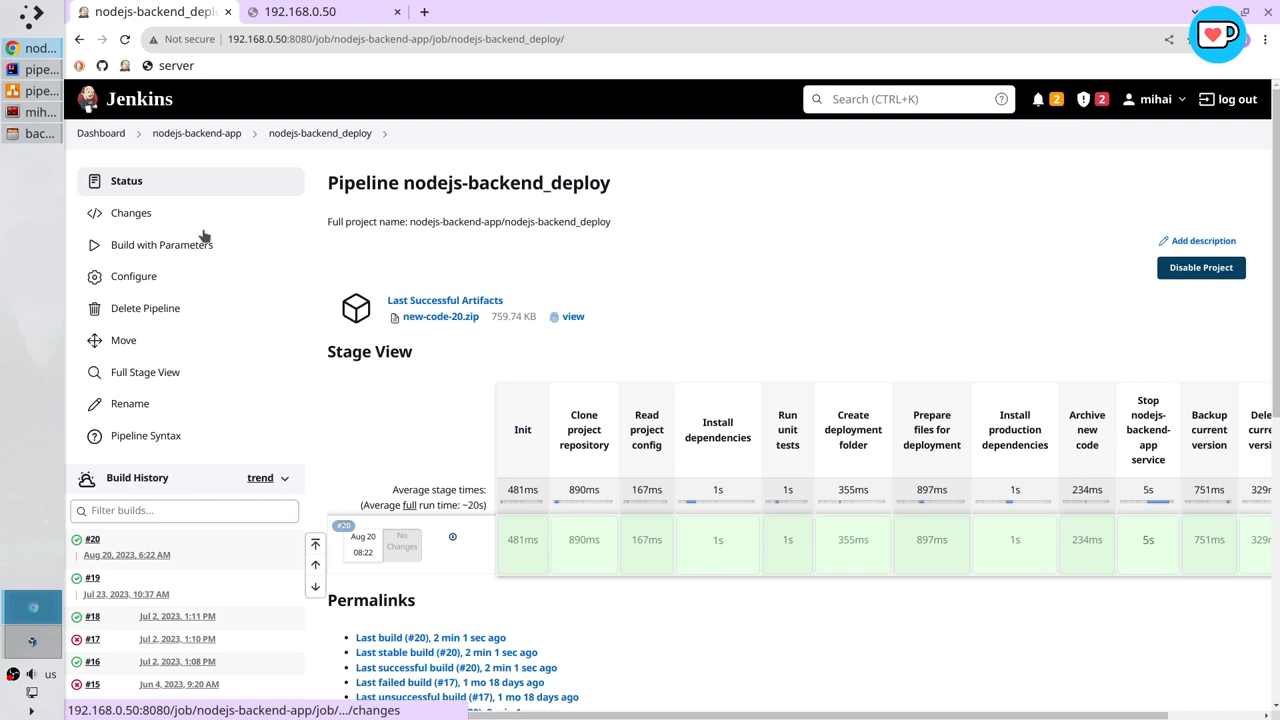 nodejs-backend_depl
192.168.0.50
nod...
pipe...
pipe...
mih...
bac...
Not secure
192.168.0.50:8080/job/nodejs-backend-app/job/nodejs-backend_deploy/
server
Jenkins
Search (CTRL+K)
2
2
mihai
log out
Dashboard
nodejs-backend-app
nodejs-backend_deploy
Status
Changes
Build with Parameters
Configure
Delete Pipeline
Move
Full Stage View
Rename
Pipeline Syntax
Build History
trend
Filter builds...
#20
Aug 20, 2023, 6:22 AM
#19
Jul 23, 2023, 10:37 AM
#18 Jul 2, 2023, 1:11 PM
#17 Jul 2, 2023, 1:10 PM
#16 Jul 2, 2023, 1:08 PM
#15 Jun 4, 2023, 9:20 AM
Pipeline nodejs-backend_deploy
Full project name: nodejs-backend-app/nodejs-backend_deploy
Add description
Disable Project
Last Successful Artifacts
new-code-20.zip 759.74 KB view
Stage View
Init
Clone
project
repository
Read
project
config
Install
dependencies
Run
unit
tests
Create
deployment
folder
Prepare
files for
deployment
Install
production
dependencies
Archive
new
code
Stop
nodejs-
backend-
app
service
Backup
current
version
Dele
curre
versi
Average stage times:
(Average full run time: ~20s)
481ms 890ms 167ms 1s 1s 355ms 897ms 1s 234ms 5s 751ms 329m
#20
Aug 20
08:22
No
Changes
481ms 890ms 167ms 1s 1s 355ms 897ms 1s 234ms 5s 751ms 329m
Permalinks
Last build (#20), 2 min 1 sec ago
Last stable build (#20), 2 min 1 sec ago
Last successful build (#20), 2 min 1 sec ago
Last failed build (#17), 1 mo 18 days ago
Last unsuccessful build (#17), 1 mo 18 days ago
us
192.168.0.50:8080/job/nodejs-backend-app/job/.../changes